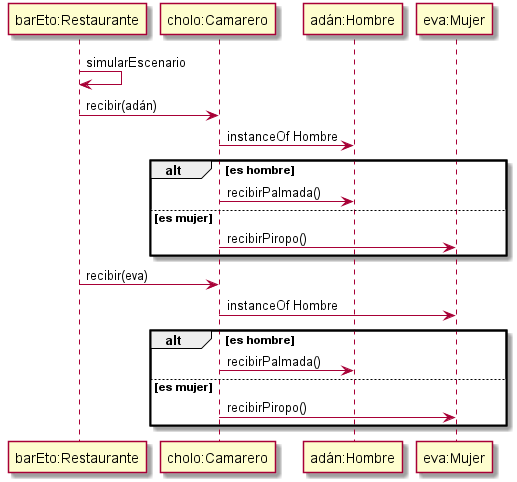 barEto:Restaurante cholo:Camarero adán:Hombre eva:Mujer
simularEscenario
recibir(adán)
instanceOf Hombre
alt [es hombre]
recibirPalmada()
[es mujer]
recibirPiropo()
recibir(eva)
instanceOf Hombre
alt [es hombre]
recibirPalmada()
[es mujer]
recibirPiropo()
barEto:Restaurante cholo:Camarero adán:Hombre eva:Mujer